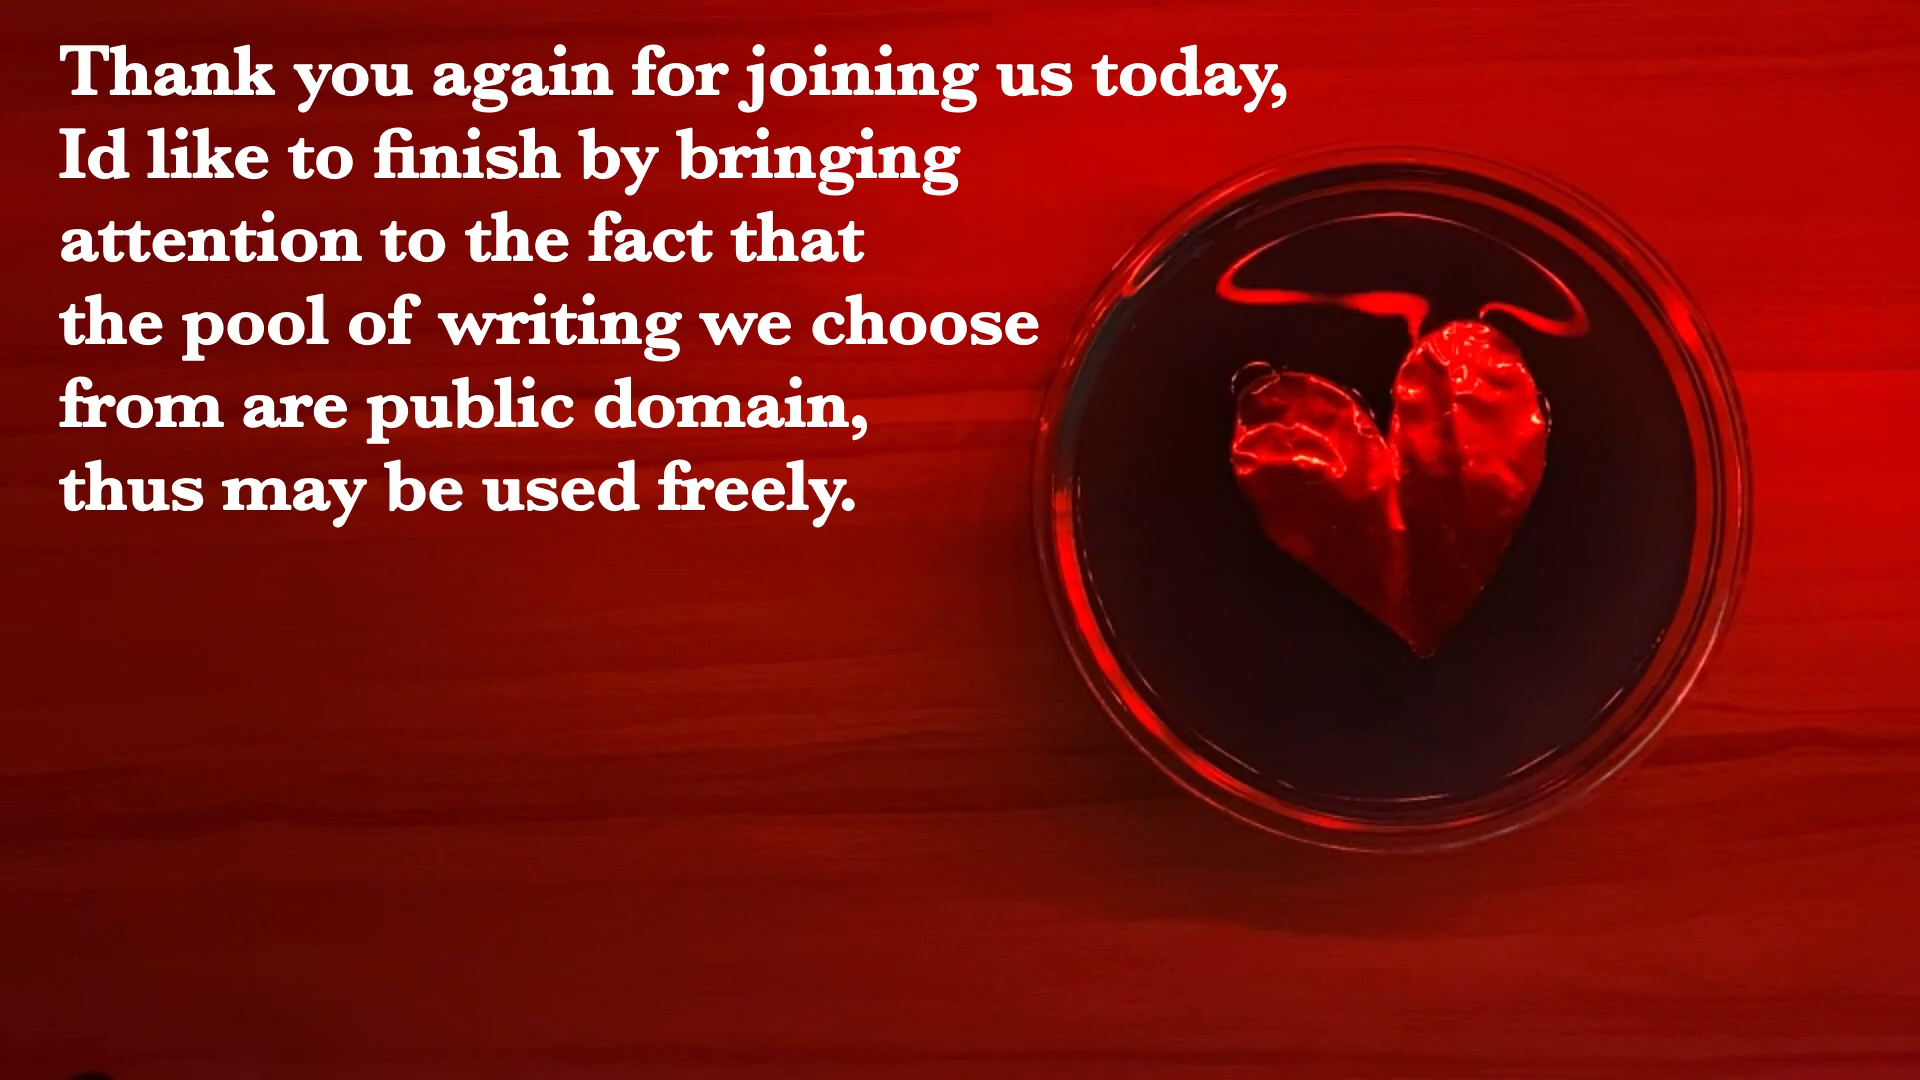 Thank you again for joining us today,
Id like to finish by bringing
attention to the fact that
the pool of writing we choose
from are public domain,
thus may be used freely.